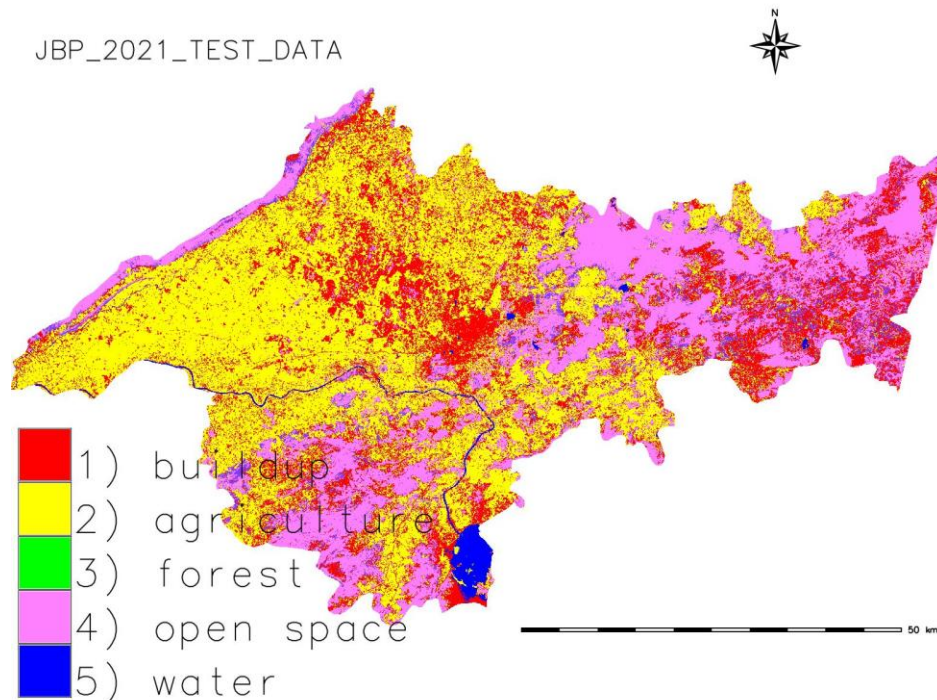 N
JBP_2021_TEST_DATA
1) buildup
2) agriculture
3) forest
4) open space
50 km
5) water